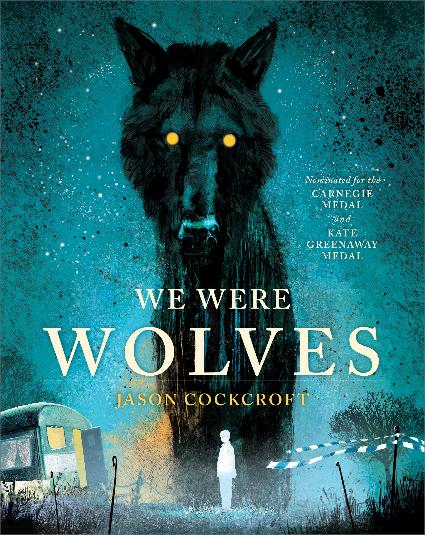 Nominated for the
CARNEGIE
MEDAL
and
KATE
GREENAWAY
MEDAL
WE WERE
WOLVES
JASON COCKCROFT